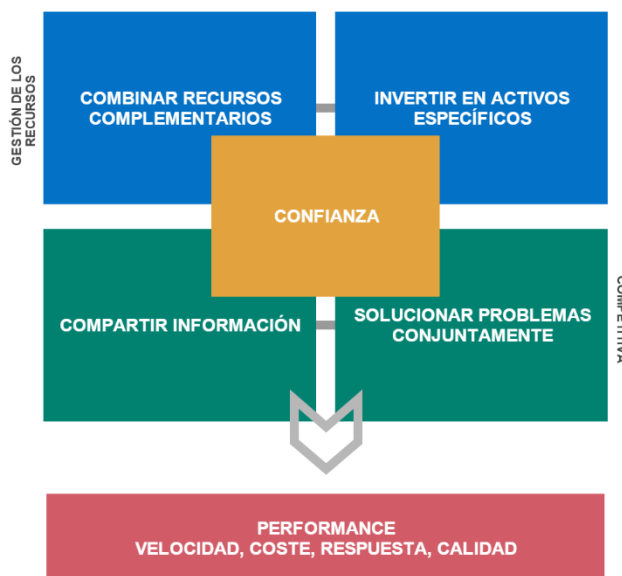 GESTIÓN DE LOS
RECURSOS
COMBINAR RECURSOS
COMPLEMENTARIOS
INVERTIR EN ACTIVOS
ESPECÍFICOS
CONFIANZA
COMPARTIR INFORMACIÓN
SOLUCIONAR PROBLEMAS
CONJUNTAMENTE
PERFORMANCE
VELOCIDAD, COSTE, RESPUESTA, CALIDAD